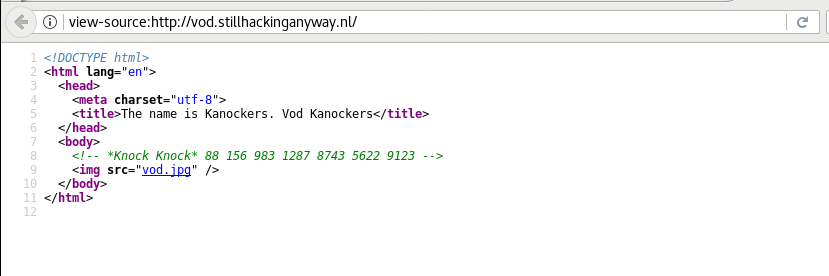 view-source:http://vod.stillhackinganyway.nl/
1 <!DOCTYPE html>
2 <html lang="en">
3   <head>
4     <meta charset="utf-8">
5     <title>The name is Kanockers. Vod Kanockers</title>
6   </head>
7   <body>
8     <!-- *Knock Knock* 88 156 983 1287 8743 5622 9123 -->
9     <img src="vod.jpg" />
10   </body>
11 </html>
12